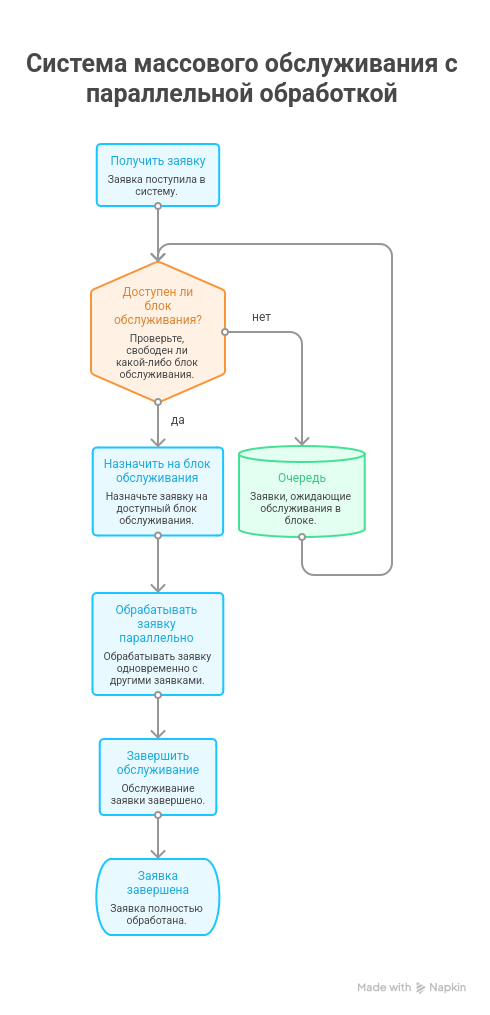 Система массового обслуживания с
параллельной обработкой
Получить заявку
Заявка поступила в
систему.
Доступен ли
блок
обслуживания?
Проверьте,
свободен ли
какой-либо блок
обслуживания.
нет
да
Назначить на блок
обслуживания
Назначьте заявку на
доступный блок
обслуживания.
Очередь
Заявки, ожидающие
обслуживания в
блоке.
Обрабатывать
заявку
параллельно
Обрабатывать заявку
одновременно с
другими заявками.
Завершить
обслуживание
Обслуживание
заявки завершено.
Заявка
завершена
Заявка полностью
обработана.
Made with Napkin